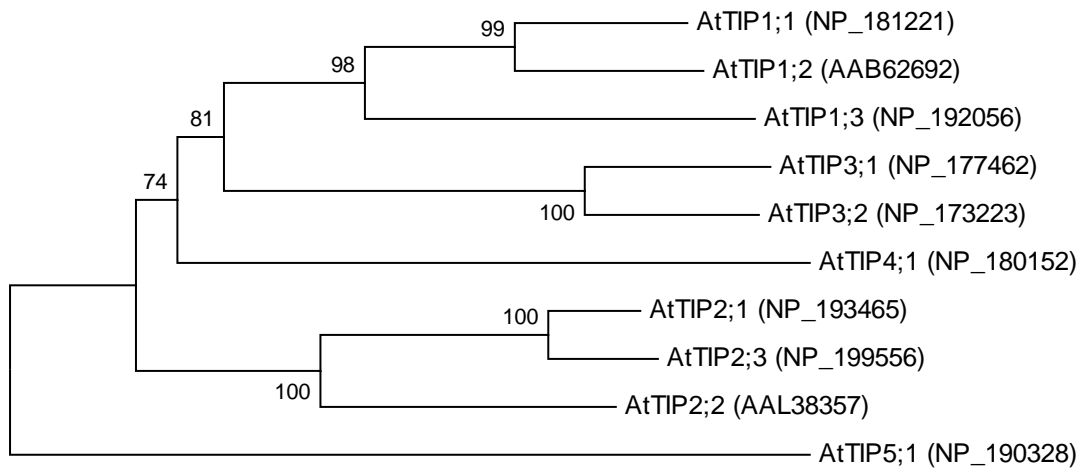 AtTIP1;1 (NP_181221)
99
AtTIP1;2 (AAB62692)
98
AtTIP1;3 (NP_192056)
81
AtTIP3;1 (NP_177462)
74
100
AtTIP3;2 (NP_173223)
AtTIP4;1 (NP_180152)
AtTIP2;1 (NP_193465)
100
AtTIP2;3 (NP_199556)
100
AtTIP2;2 (AAL38357)
AtTIP5;1 (NP_190328)